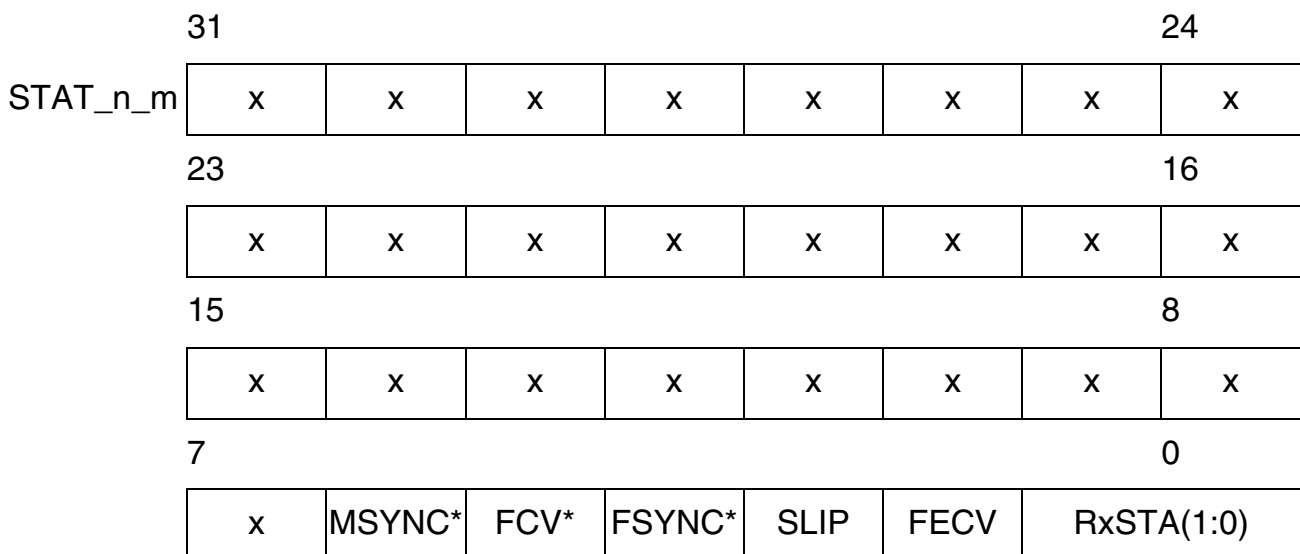 31 24
STAT_n_m x x x x x x x x
23 16
x x x x x x x x
15 8
x x x x x x x x
7 0
x MSYNC* FCV* FSYNC* SLIP FECV RxSTA(1:0)